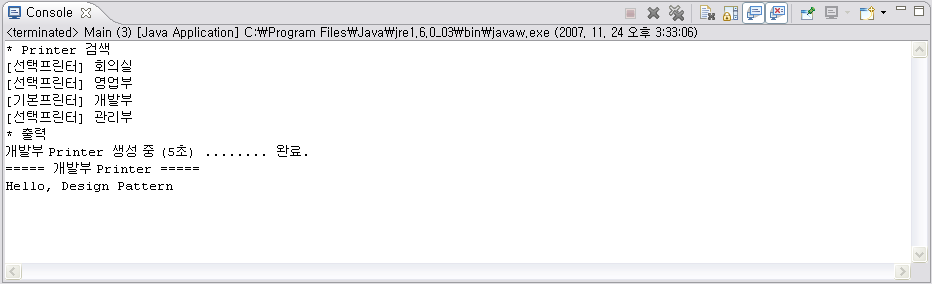 Console
<terminated> Main (3) [Java Application] C:₩Program Files₩Java₩jre1.6.0_03₩bin₩javaw.exe (2007. 11. 24 오후 3:33:06)
* Printer 검색
[선택프린터] 회의실
[선택프린터] 영업부
[기본프린터] 개발부
[선택프린터] 관리부
* 출력
개발부 Printer 생성 중 (5초) ........ 완료.
===== 개발부 Printer =====
Hello, Design Pattern